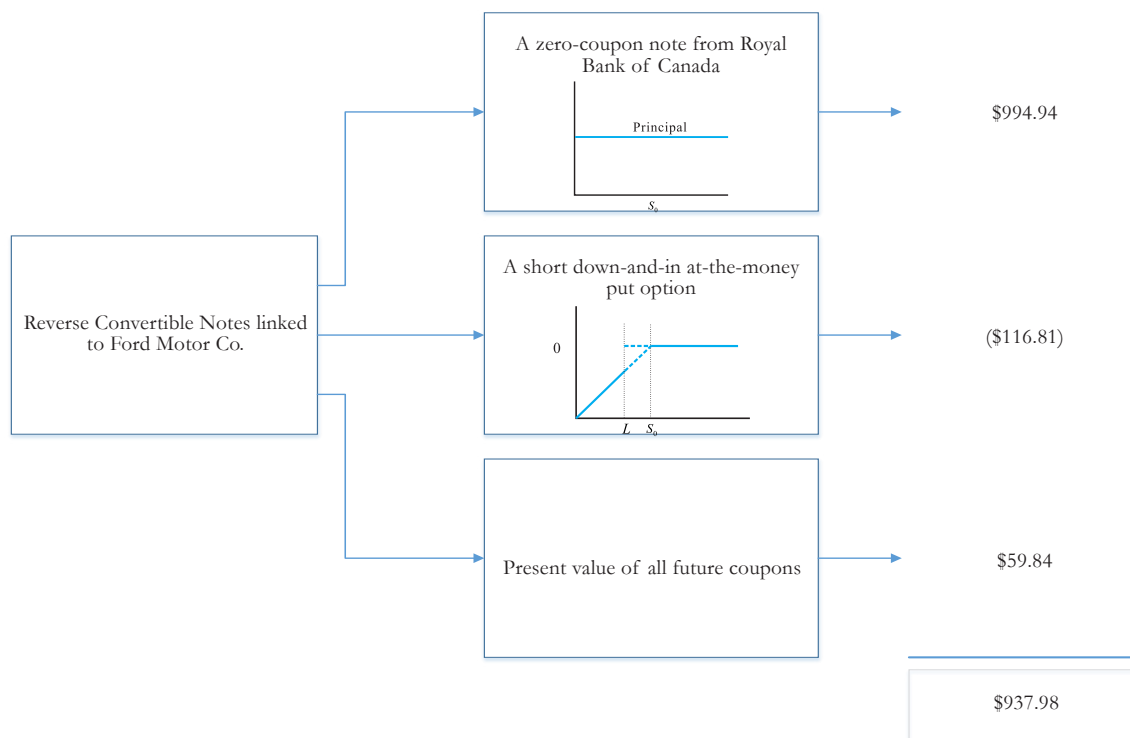 A zero-coupon note from Royal
Bank of Canada
Principal
S₀
$994.94
Reverse Convertible Notes linked
to Ford Motor Co.
A short down-and-in at-the-money
put option
0
L S₀
($116.81)
Present value of all future coupons
$59.84
$937.98